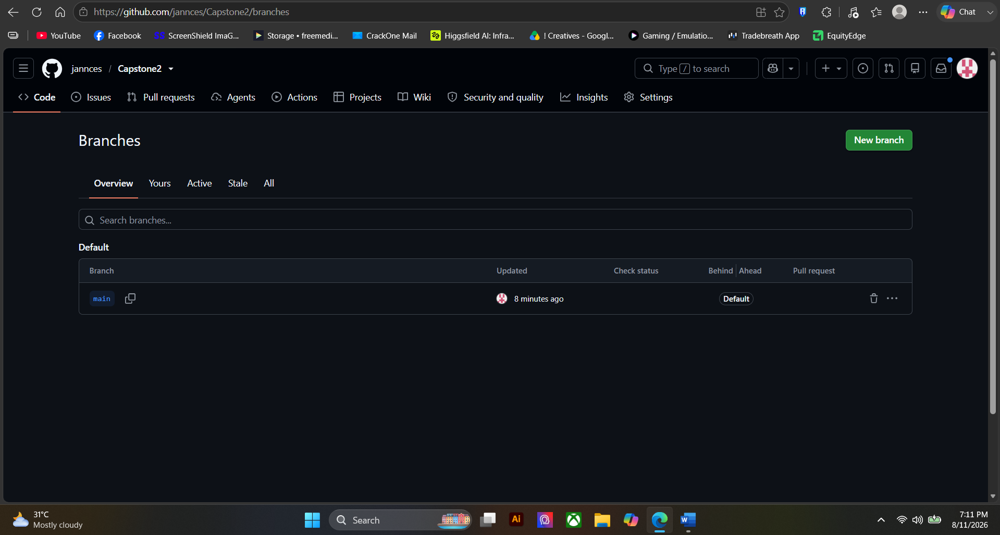 https://github.com/jannces/Capstone2/branches
Chat
YouTube
Facebook
SS ScreenShield ImaG...
Storage • freemedi...
CrackOne Mail
Higgsfield AI: Infra...
! Creatives - Googl...
Gaming / Emulatio...
Tradebreath App
EquityEdge
jannces / Capstone2
Type / to search
Code
Issues
Pull requests
Agents
Actions
Projects
Wiki
Security and quality
Insights
Settings
Branches
New branch
Overview
Yours
Active
Stale
All
Search branches...
Default
Branch
Updated
Check status
Behind
Ahead
Pull request
main
8 minutes ago
Default
31°C
Mostly cloudy
Search
Ai
W
7:11 PM
8/11/2026